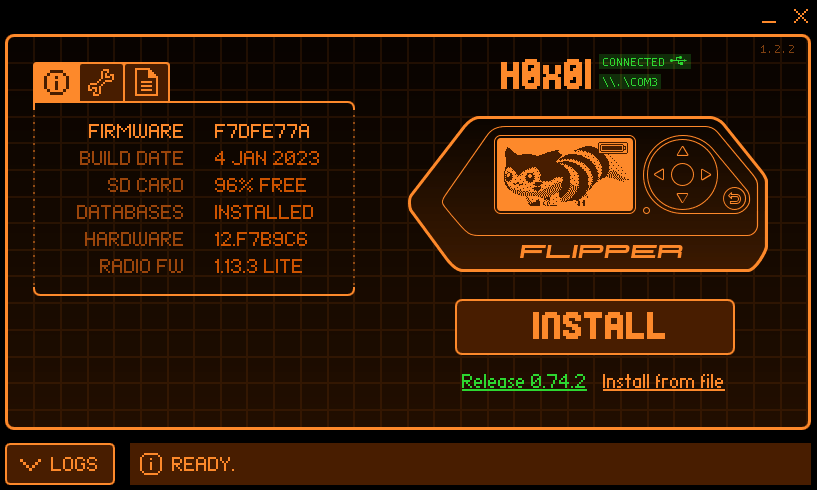 1.2.2
H0x0l
CONNECTED
\\.\COM3
FIRMWARE F7DFE77A
BUILD DATE 4 JAN 2023
SD CARD 96% FREE
DATABASES INSTALLED
HARDWARE 12.F7B9C6
RADIO FW 1.13.3 LITE
FLIPPER
INSTALL
Release 0.74.2 Install from file
LOGS
READY.